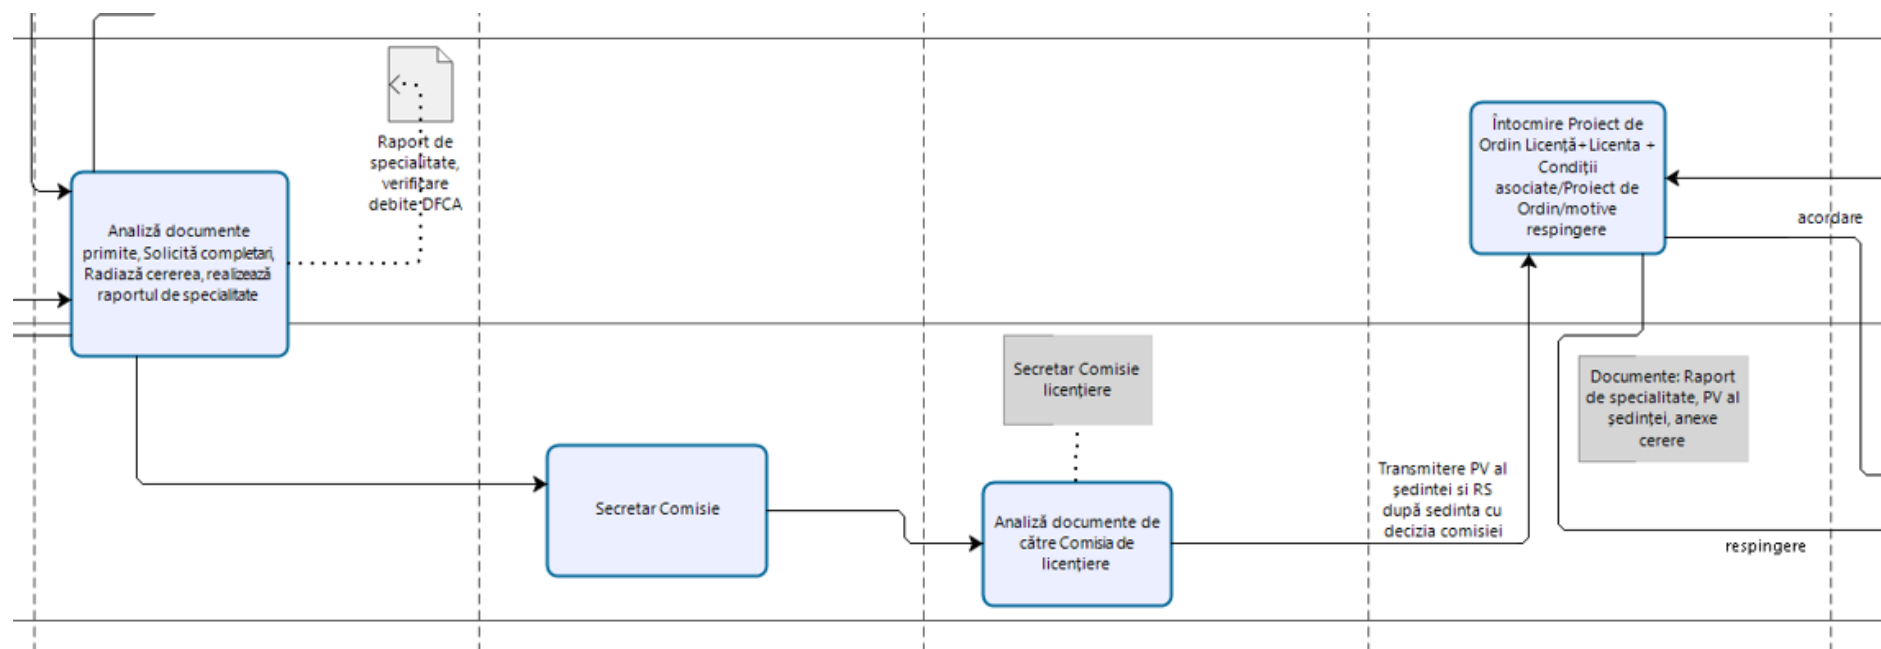 Raport de
specialitate,
verificare
debite DFCA
Analiză documente
primite, Solicită completari,
Radiază cererea, realizează
raportul de specialitate
Secretar Comisie
Secretar Comisie
licențiere
Analiză documente de
către Comisia de
licențiere
Transmitere PV al
ședintei si RS
după sedinta cu
decizia comisiei
Întocmire Proiect de
Ordin Licență+Licenta +
Condiții
asociate/Proiect de
Ordin/motive
respingere
acordare
Documente: Raport
de specialitate, PV al
ședinței, anexe
cerere
respingere